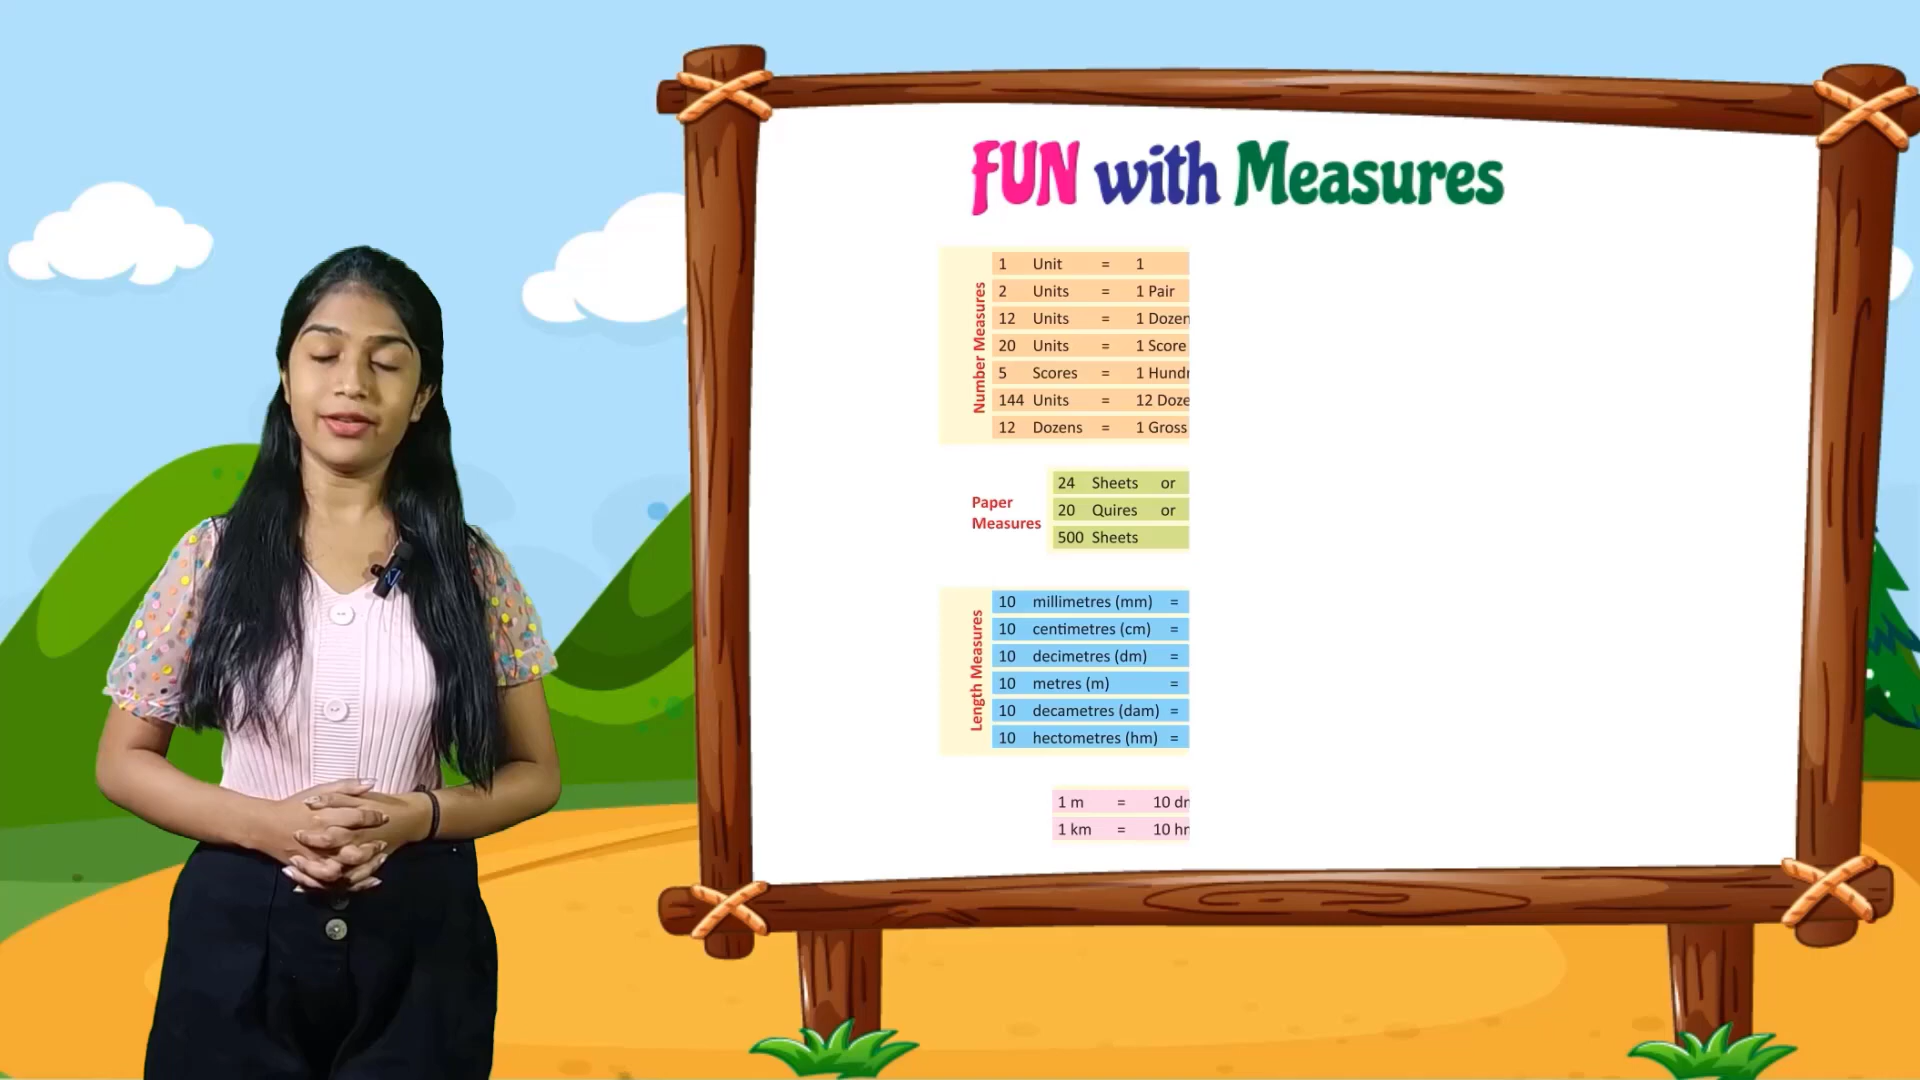 FUN with Measures
Number Measures
1 Unit = 1
2 Units = 1 Pair
12 Units = 1 Dozen
20 Units = 1 Score
5 Scores = 1 Hundr
144 Units = 12 Doze
12 Dozens = 1 Gross
Paper
Measures
24 Sheets or
20 Quires or
500 Sheets
Length Measures
10 millimetres (mm) =
10 centimetres (cm) =
10 decimetres (dm) =
10 metres (m) =
10 decametres (dam) =
10 hectometres (hm) =
1 m = 10
1 km = 10